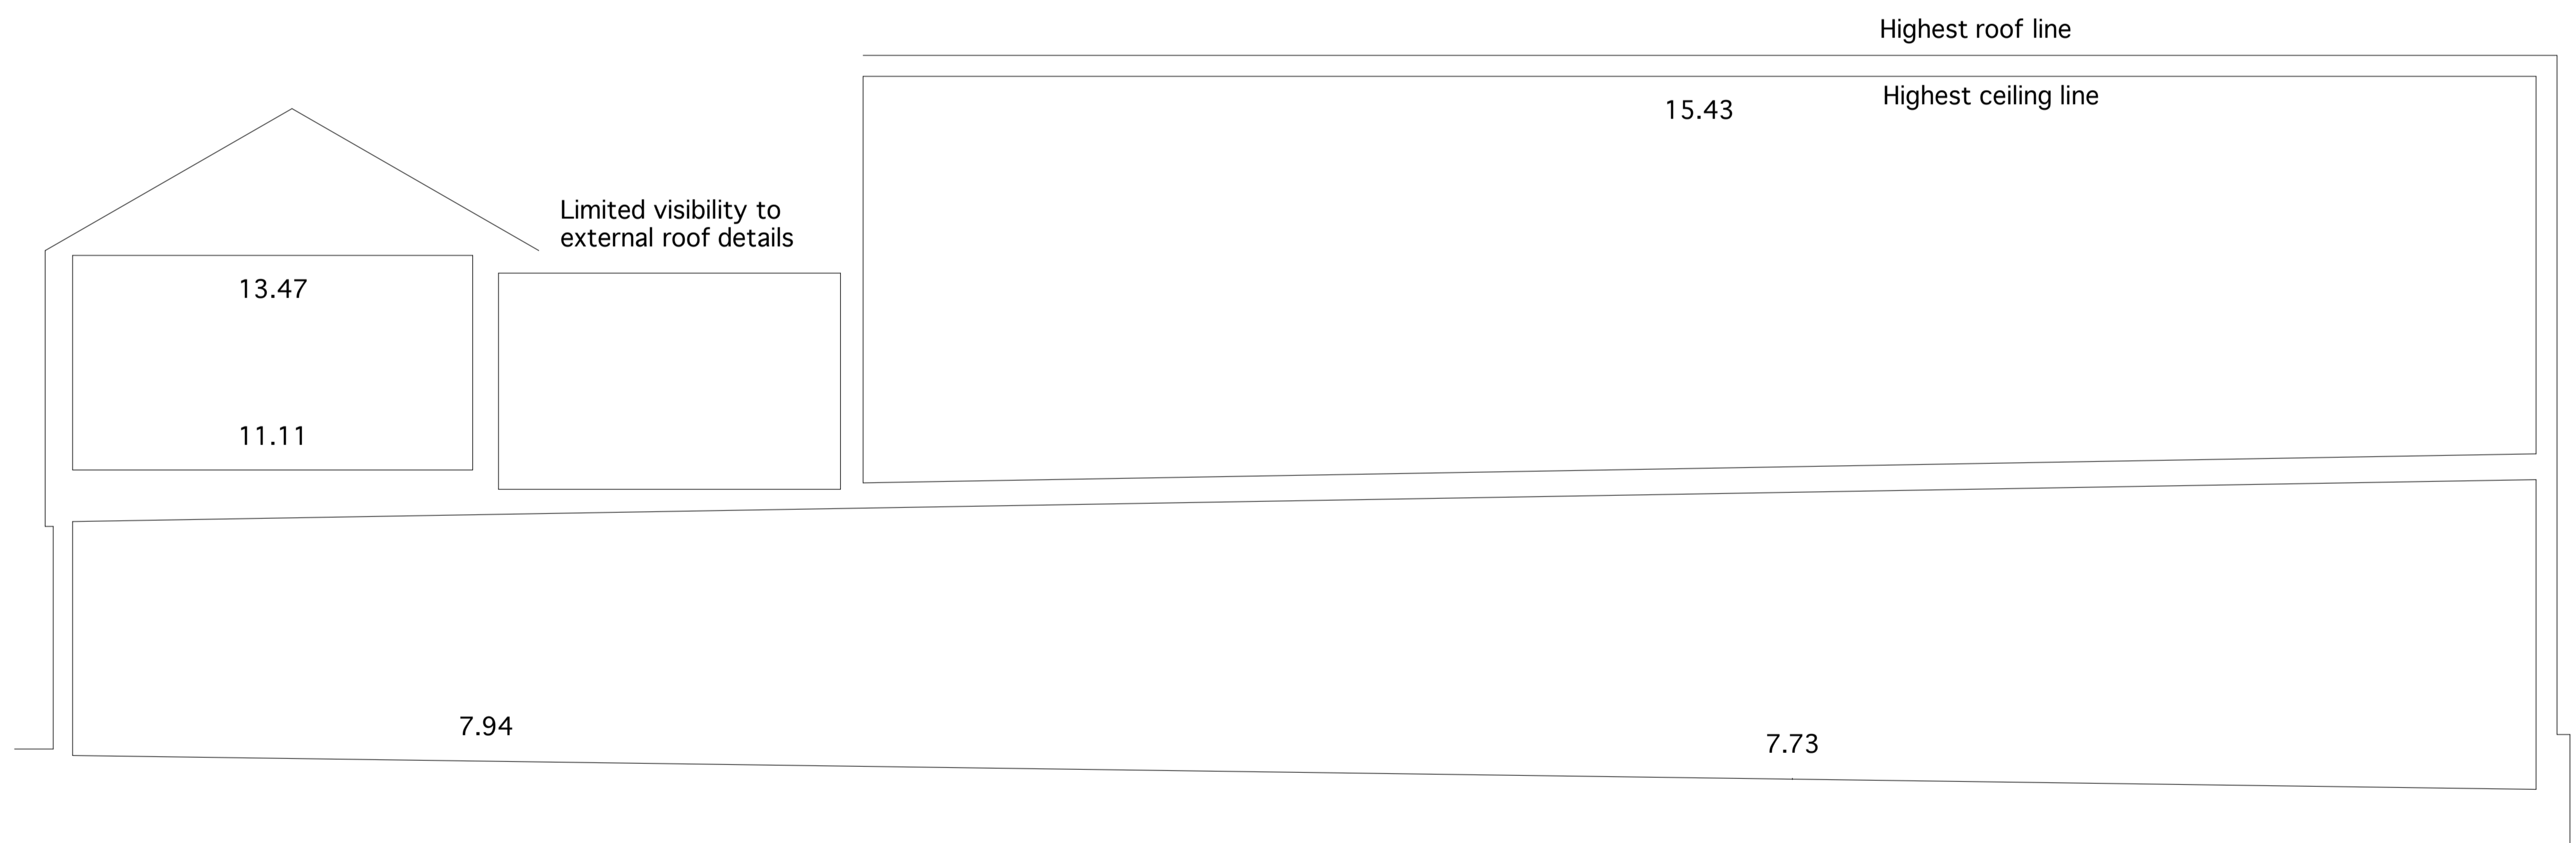 Highest roof line
Highest ceiling line
15.43
Limited visibility to
external roof details
13.47
11.11
7.94
7.73